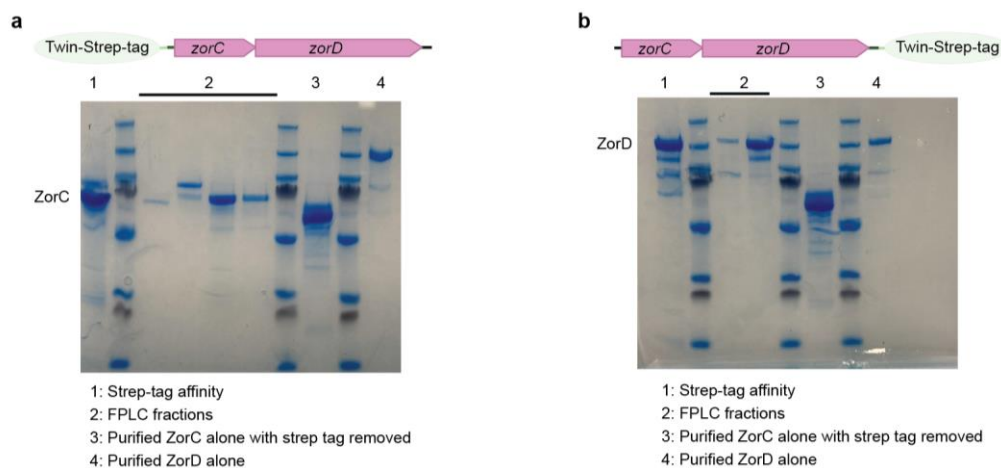 a
Twin-Strep-tag zorC zorD
1 2 3 4
ZorC
1: Strep-tag affinity
2: FPLC fractions
3: Purified ZorC alone with strep tag removed
4: Purified ZorD alone
b
zorC zorD Twin-Strep-tag
1 2 3 4
ZorD
1: Strep-tag affinity
2: FPLC fractions
3: Purified ZorC alone with strep tag removed
4: Purified ZorD alone